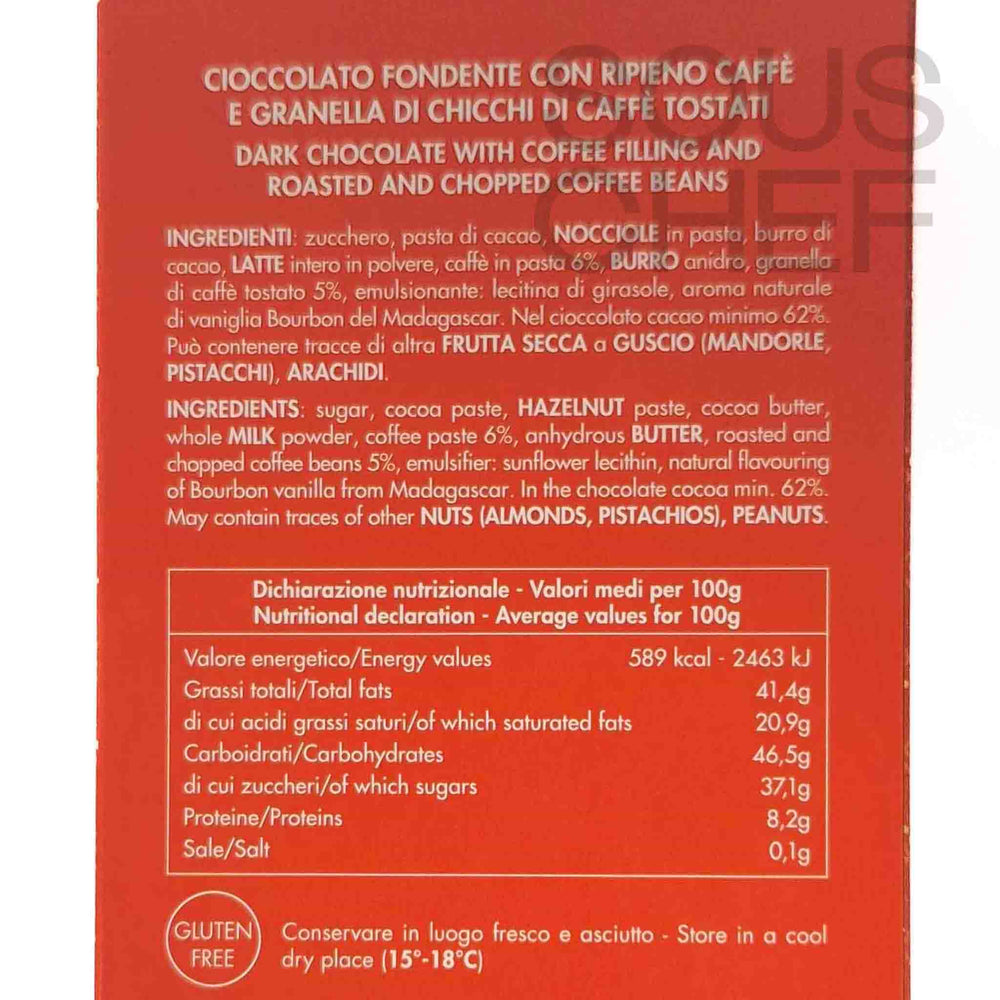 SOUS
CHEF
CIOCCOLATO FONDENTE CON RIPIENO CAFFÈ
E GRANELLA DI CHICCHI DI CAFFÈ TOSTATI
DARK CHOCOLATE WITH COFFEE FILLING AND
ROASTED AND CHOPPED COFFEE BEANS
INGREDIENTI: zucchero, pasta di cacao, NOCCIOLE in pasta, burro di
cacao, LATTE intero in polvere, caffè in pasta 6%, BURRO anidro, granella
di caffè tostato 5%, emulsionante: lecitina di girasole, aroma naturale
di vaniglia Bourbon del Madagascar. Nel cioccolato cacao minimo 62%.
Può contenere tracce di altra FRUTTA SECCA a GUSCIO (MANDORLE,
PISTACCHI), ARACHIDI.
INGREDIENTS: sugar, cocoa paste, HAZELNUT paste, cocoa butter,
whole MILK powder, coffee paste 6%, anhydrous BUTTER, roasted and
chopped coffee beans 5%, emulsifier: sunflower lecithin, natural flavouring
of Bourbon vanilla from Madagascar. In the chocolate cocoa min. 62%.
May contain traces of other NUTS (ALMONDS, PISTACHIOS), PEANUTS.
Dichiarazione nutrizionale - Valori medi per 100g
Nutritional declaration - Average values for 100g
Valore energetico/Energy values 589 kcal - 2463 kJ
Grassi totali/Total fats 41,4g
di cui acidi grassi saturi/of which saturated fats 20,9g
Carboidrati/Carbohydrates 46,5g
di cui zuccheri/of which sugars 37,1g
Proteine/Proteins 8,2g
Sale/Salt 0,1g
GLUTEN
FREE
Conservare in luogo fresco e asciutto - Store in a cool
dry place (15°-18°C)